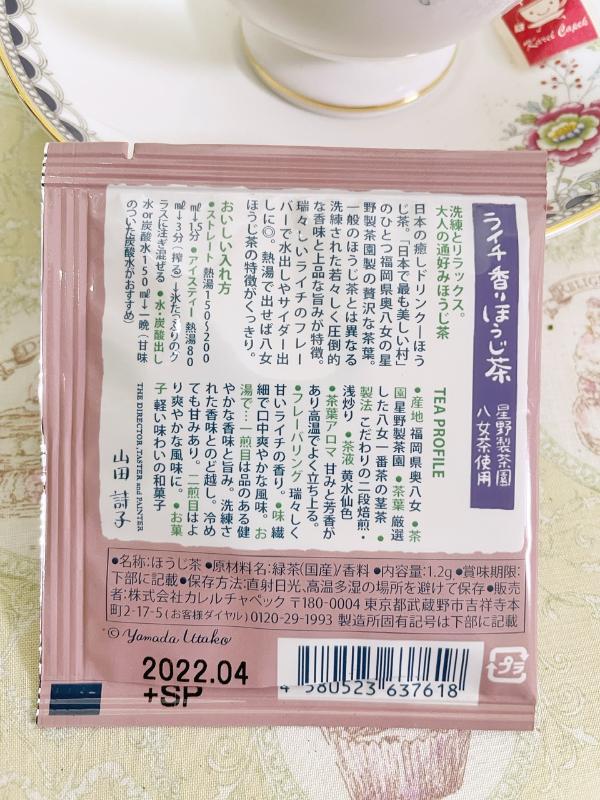 Karel Capek
ライチ香りほうじ茶
星野製茶園
八女茶使用
洗練とリラックス。
大人の通好みほうじ茶
日本の癒しドリンクーほう
じ茶。「日本で最も美しい村」
のひとつ福岡県奥八女の星
野製茶園製の贅沢な茶葉。
一般のほうじ茶とは異なる
洗練された若々しく圧倒的
な香味と上品な旨みが特徴。
瑞々しいライチのフレー
バーで水出しやサイダー出
しに◎。熱湯で出せば八女
ほうじ茶の特徴がくっきり。
おいしい入れ方
●ストレート 熱湯150〜200
ml→1.5分 ●アイスティー 熱湯80
ml→3分(搾る)→氷たっぷりのグ
ラスに注ぎ混ぜる ●水・炭酸出し
水or炭酸水150ml→一晩(甘味
のついた炭酸水がおすすめ)
TEA PROFILE
●産地 福岡県奥八女 ●茶
園 星野製茶園 ●茶葉 厳選
した八女一番茶の茎茶 ●
製法 こだわりの二段焙煎・
浅炒り ●茶液 黄水仙色
●茶葉アロマ 甘みと芳香が
あり高温でよく立ち上る。
●フレーバリング 瑞々しく
甘いライチの香り。●味 繊
細で口中爽やかな風味。お
湯で…一煎目は品のある健
やかな香味と旨み。洗練さ
れた香味とのど越し。冷め
ても甘みあり。二煎目はよ
り爽やかな風味に。●お菓
子 軽い味わいの和菓子
THE DIRECTOR, TASTER and PAINTER
山田 詩子
●名称:ほうじ茶 ●原材料名:緑茶(国産)/香料 ●内容量:1.2g ●賞味期限:
下部に記載 ●保存方法:直射日光、高温多湿の場所を避けて保存 ●販売
者:株式会社カレルチャペック 〒180-0004 東京都武蔵野市吉祥寺本
町2-17-5(お客様ダイヤル)0120-29-1993 製造所固有記号は下部に記載
©Yamada Utako
2022.04
+SP
4 580523 637618
プラ